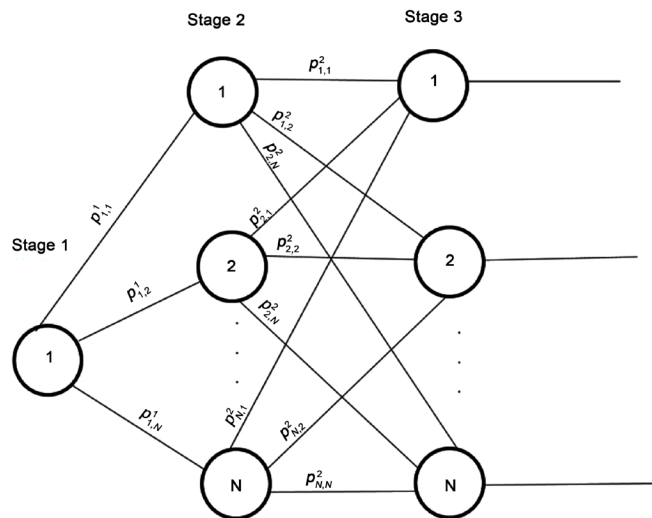 Stage 2
Stage 3
1
p²₁,₁
1
p²₁,₂
p²₂,N
p¹₁,₁
Stage 1
p²₂,₁
2
p²₂,₂
2
p¹₁,₂
p²₂,N
1
p¹₁,N
p²N,₁
p²N,₂
N
p²N,N
N